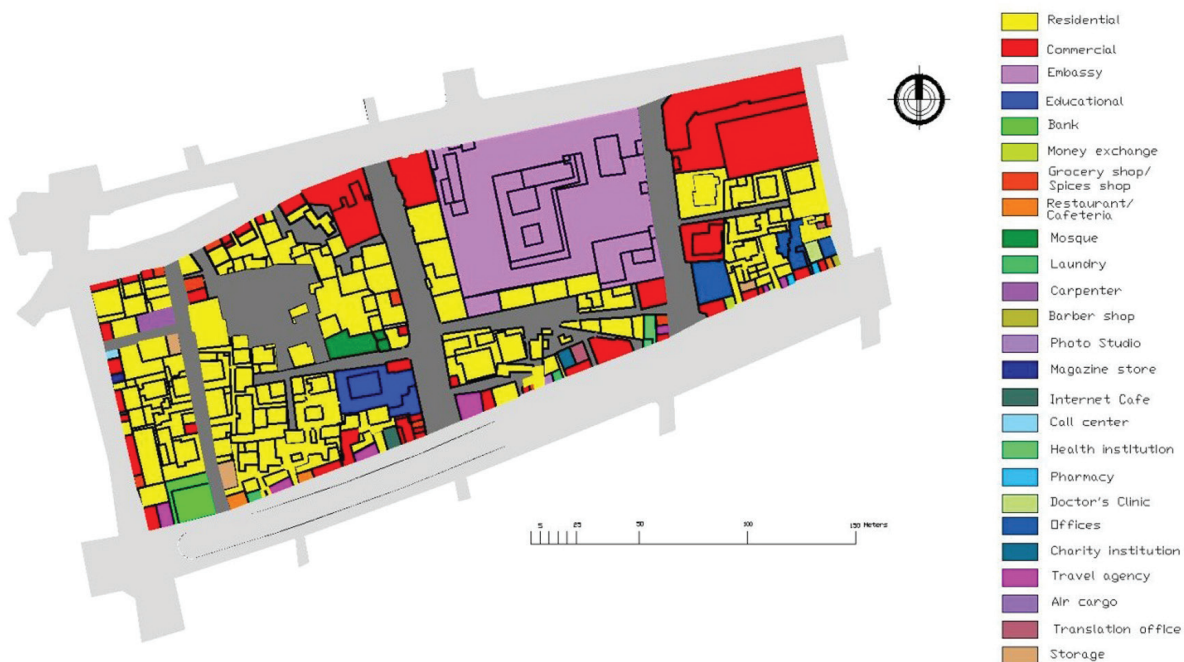 Residential
Commercial
Embassy
Educational
Bank
Money exchange
Grocery shop/
Spices shop
Restaurant/
Cafeteria
Mosque
Laundry
Carpenter
Barber shop
Photo Studio
Magazine store
Internet Cafe
Call center
Health institution
Pharmacy
Doctor's Clinic
Offices
Charity institution
Travel agency
Air cargo
Translation office
Storage
5 25 50 100 150 Meters